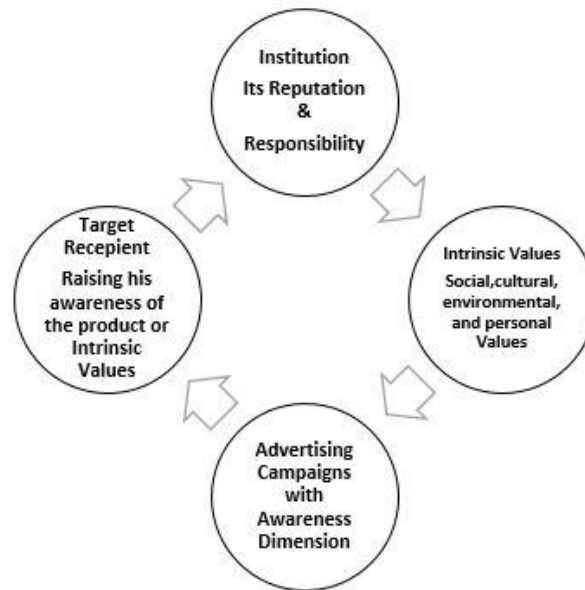 Institution
Its Reputation
&
Responsibility
Intrinsic Values
Social,cultural,
environmental,
and personal
Values
Advertising
Campaigns
with
Awareness
Dimension
Target
Recepient
Raising his
awareness of
the product or
Intrinsic
Values